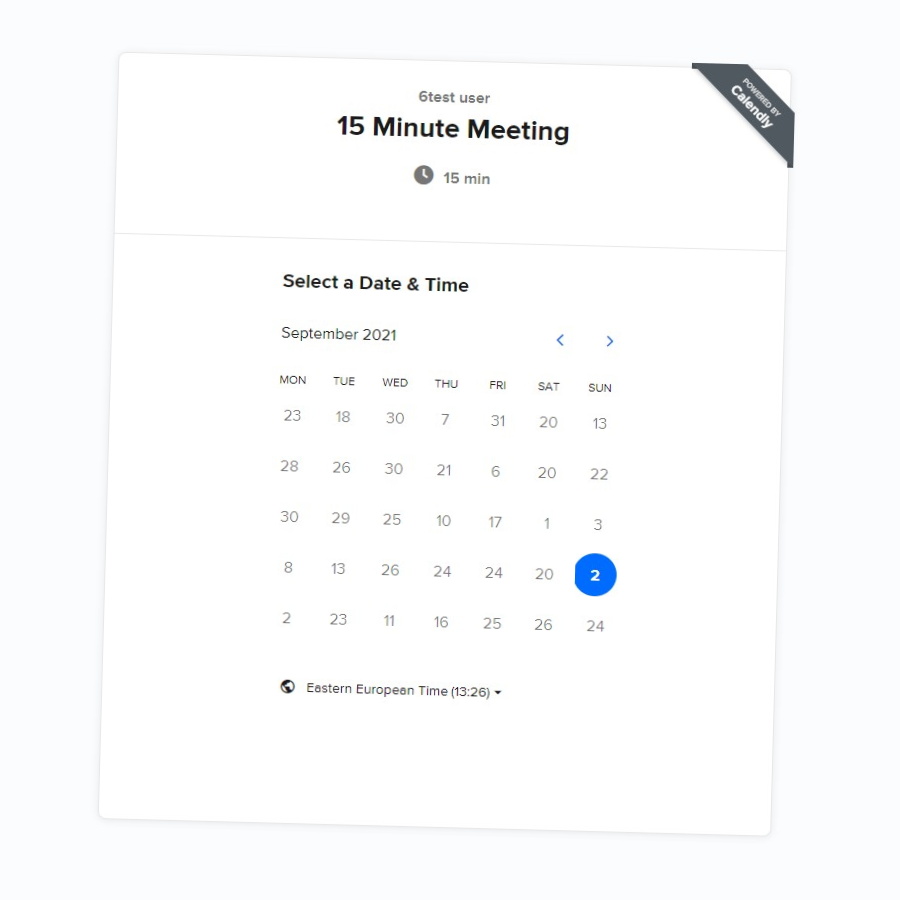 POWERED BY
Calendly
6test user
15 Minute Meeting
15 min
Select a Date & Time
September 2021
MON TUE WED THU FRI SAT SUN
23 18 30 7 31 20 13
28 26 30 21 6 20 22
30 29 25 10 17 1 3
8 13 26 24 24 20 2
2 23 11 16 25 26 24
Eastern European Time (13:26)